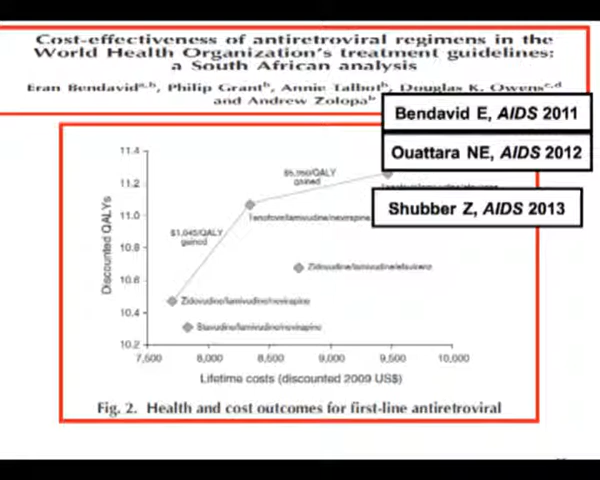 Cost-effectiveness of antiretroviral regimens in the
World Health Organization's treatment guidelines:
a South African analysis
Eran Bendavid a,b, Philip Grant b, Annie Talbot b, Douglas K. Owens c,d
and Andrew Zolopa b
Bendavid E, AIDS 2011
Ouattara NE, AIDS 2012
Shubber Z, AIDS 2013
11.4
11.2
11.0
10.8
10.6
10.4
10.2
Discounted QALYs
gained
Tenofovir/lamivudine/nevirapine
$1,045/QALY
gained
Zidovudine/lamivudine/efavirenz
Zidovudine/lamivudine/nevirapine
Stavudine/lamivudine/nevirapine
7,500 8,000 8,500 9,000 9,500 10,000
Lifetime costs (discounted 2009 US$)
Fig. 2. Health and cost outcomes for first-line antiretroviral